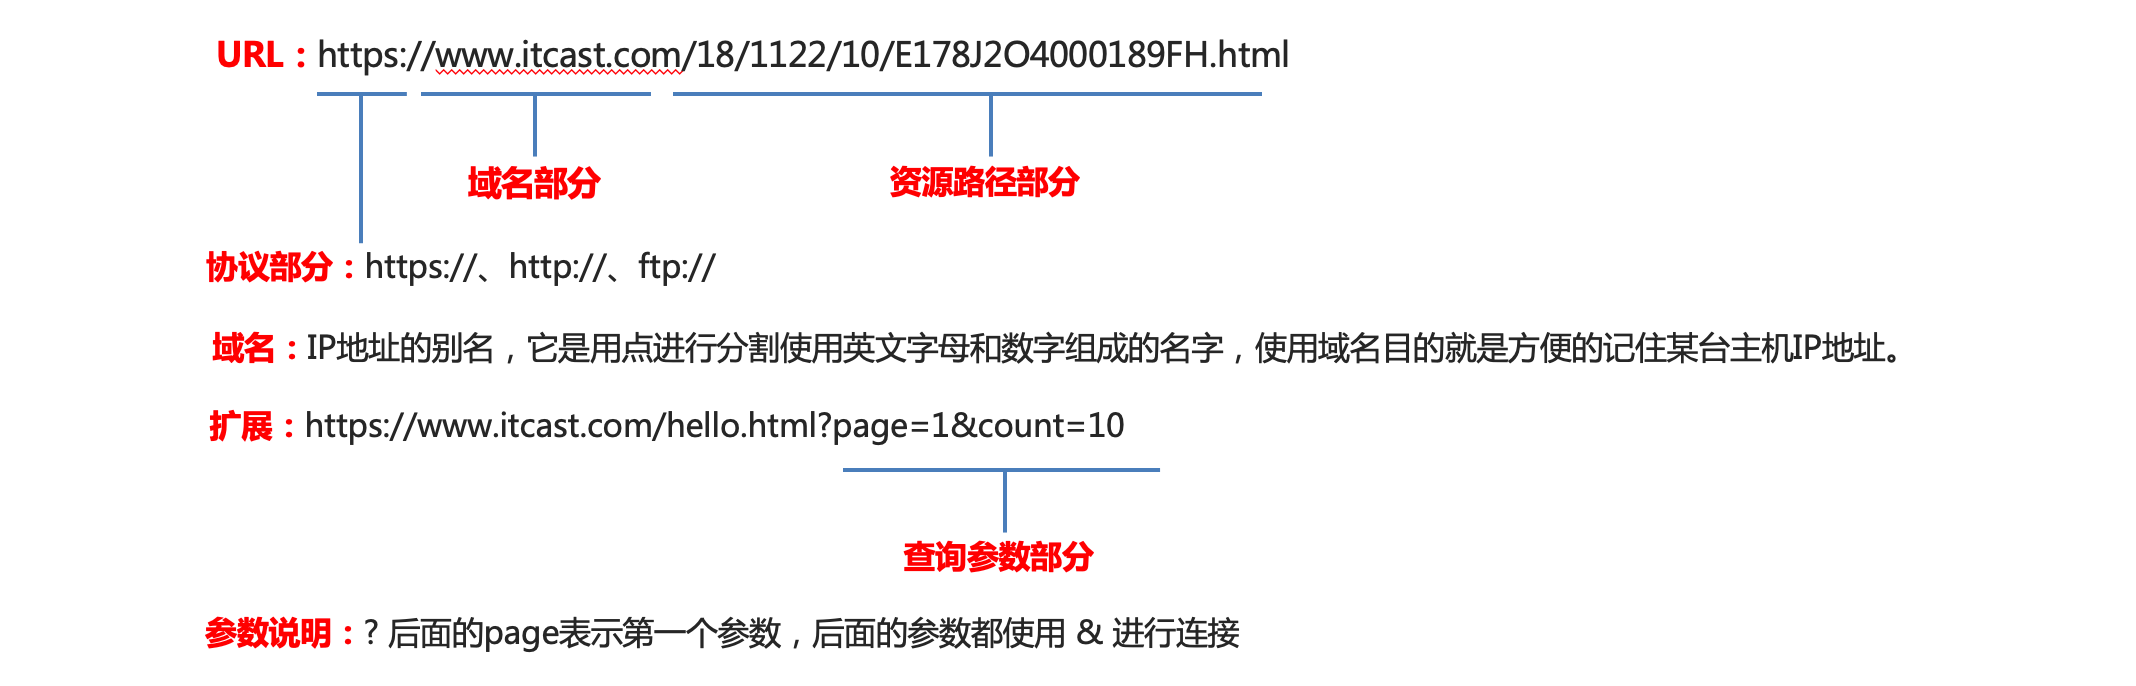 URL：https://www.itcast.com/18/1122/10/E178J2O4000189FH.html
域名部分 资源路径部分
协议部分：https://、http://、ftp://
域名：IP地址的别名，它是用点进行分割使用英文字母和数字组成的名字，使用域名目的就是方便的记住某台主机IP地址。
扩展：https://www.itcast.com/hello.html?page=1&count=10
查询参数部分
参数说明：? 后面的page表示第一个参数，后面的参数都使用 & 进行连接